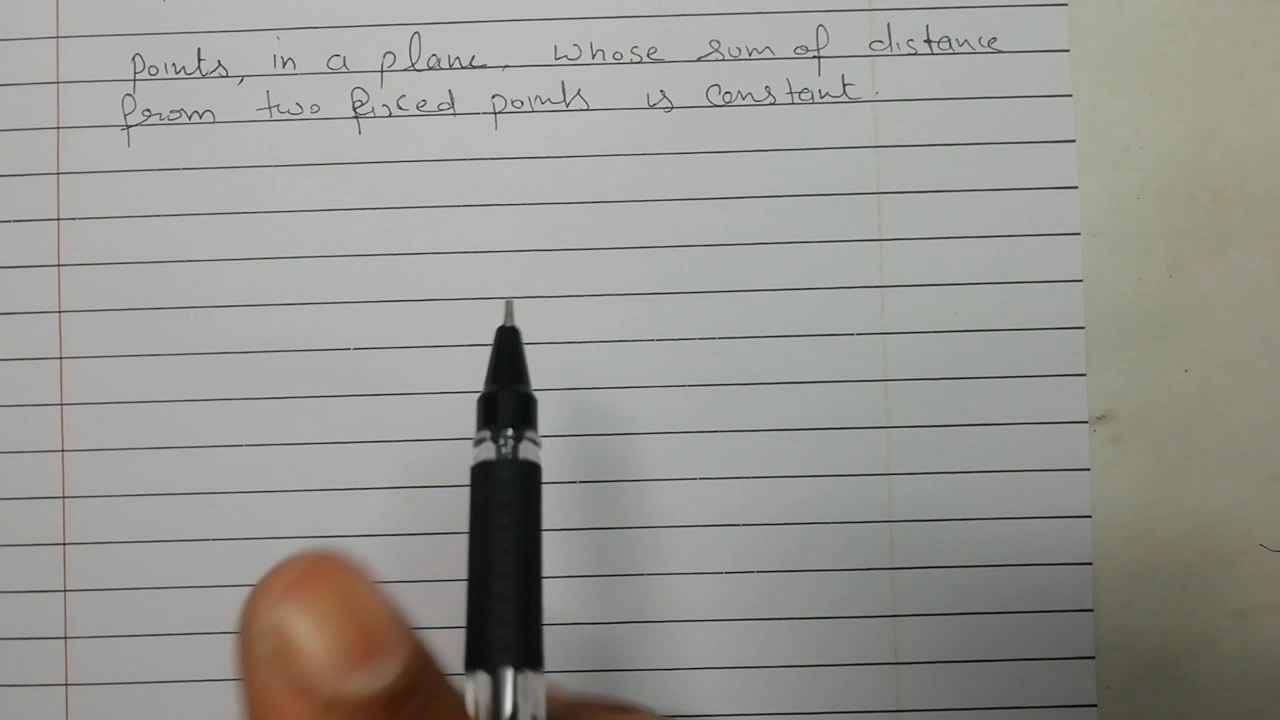 points, in a plane, whose sum of distance
from two fixed points is constant.